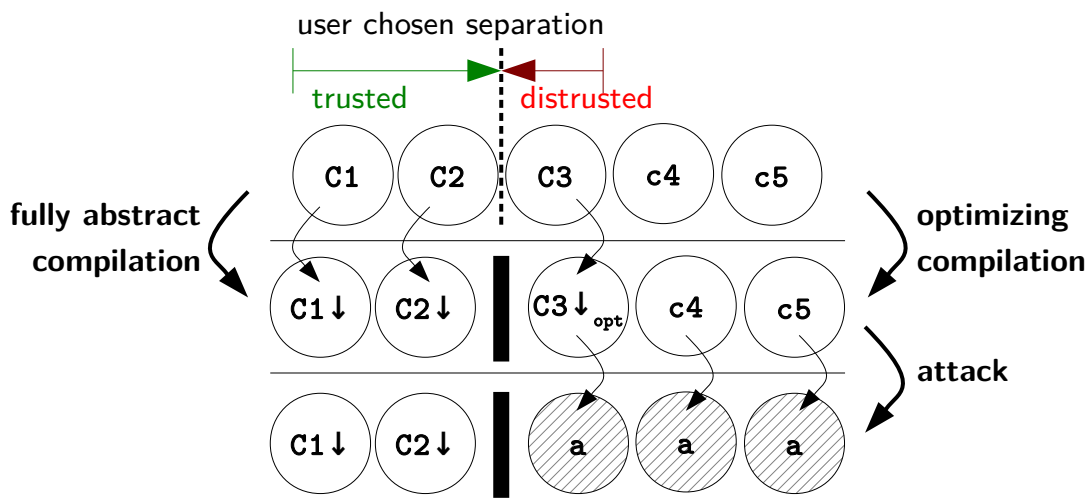 user chosen separation
trusted distrusted
C1 C2 C3 c4 c5
fully abstract
compilation
optimizing
compilation
C1↓ C2↓ C3↓opt c4 c5
attack
C1↓ C2↓ a a a